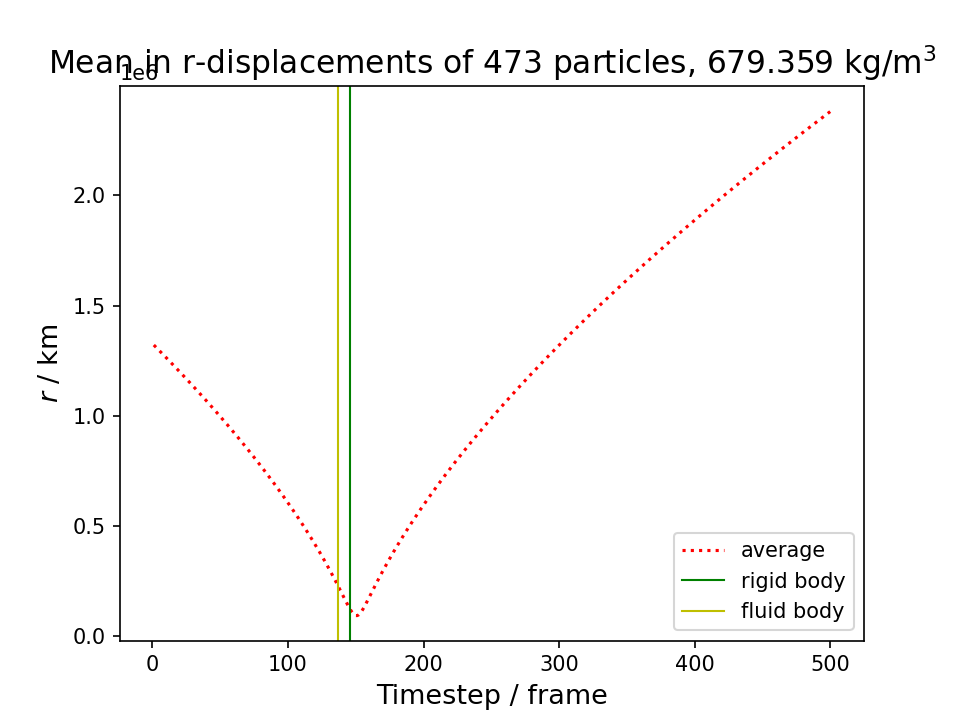 Mean in r-displacements of 473 particles, 679.359 kg/m³
1e6
2.0
1.5
1.0
0.5
0.0
r / km
average
rigid body
fluid body
0 100 200 300 400 500
Timestep / frame